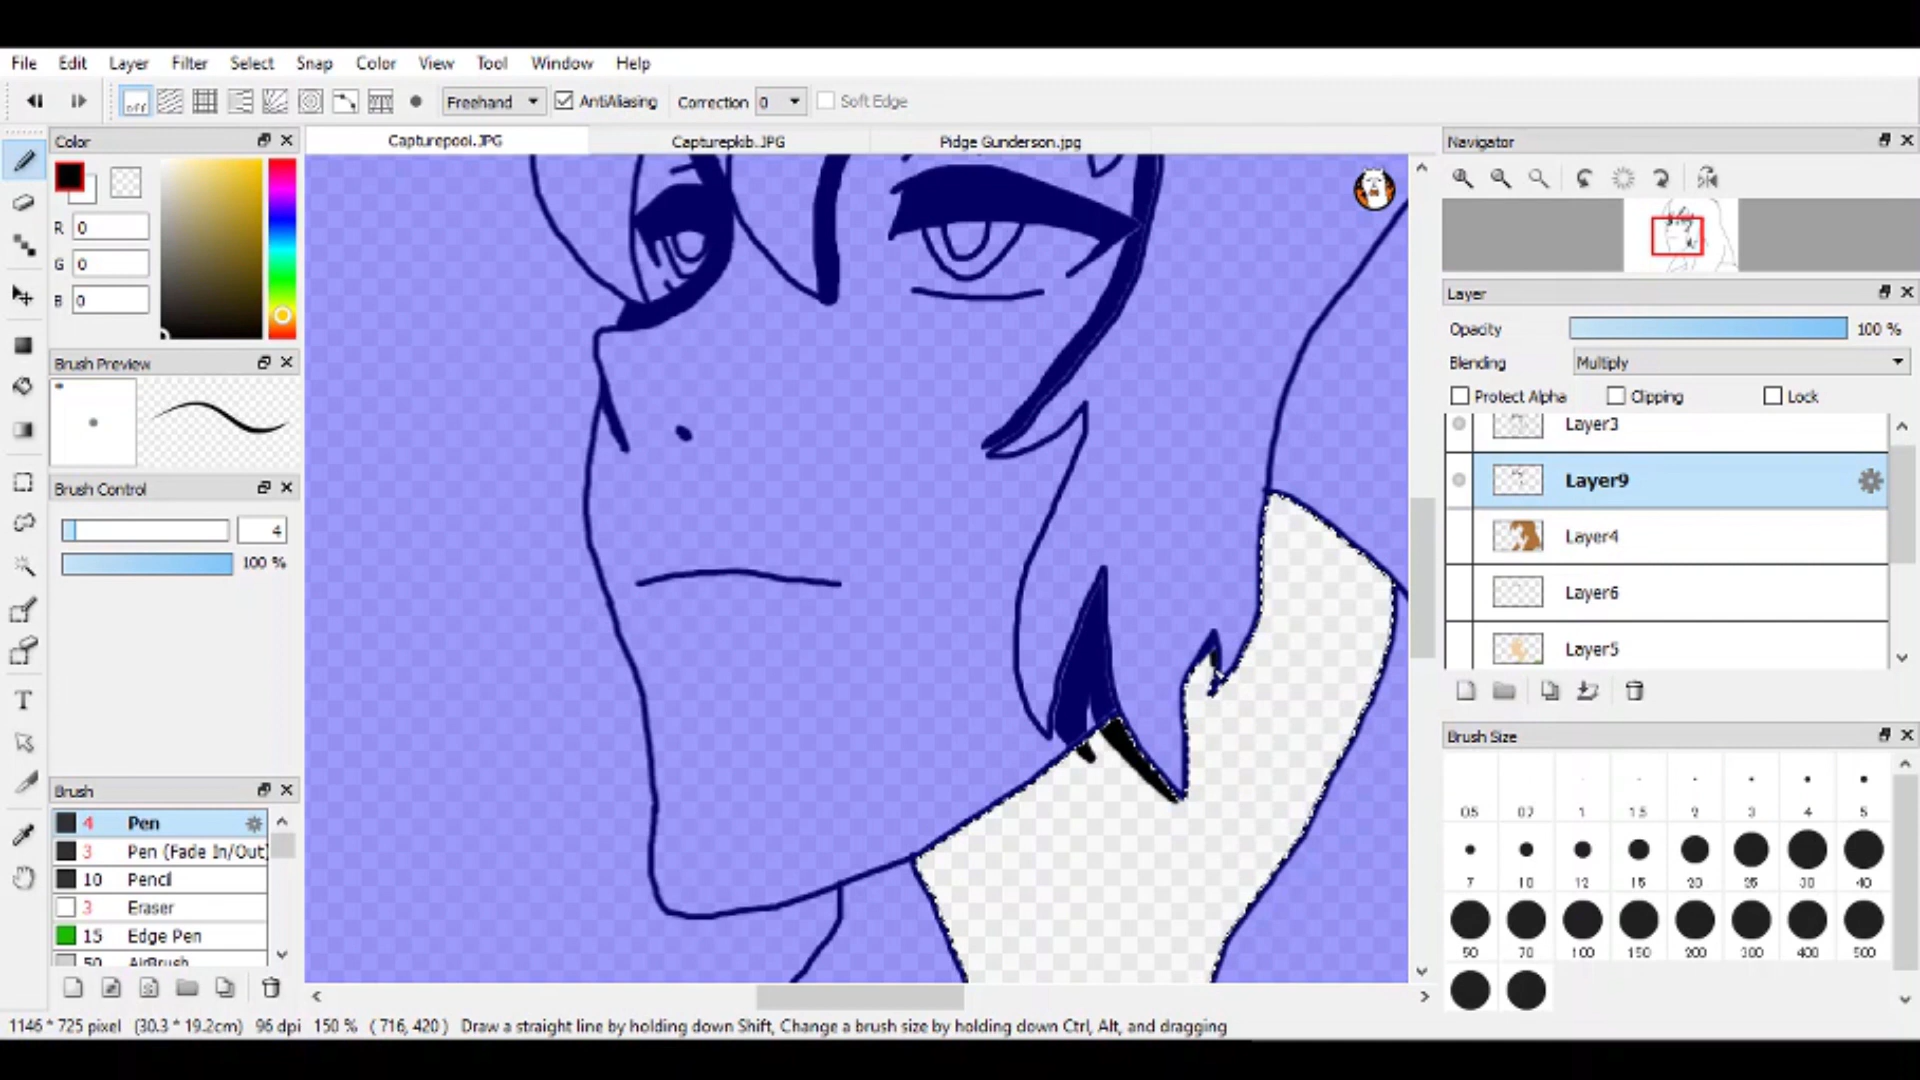 File Edit Layer Filter Select Snap Color View Tool Window Help
off Freehand AntiAliasing Correction 0 Soft Edge
Color
R 0
G 0
B 0
Brush Preview
Brush Control
4
100 %
Brush
4 Pen
3 Pen (Fade In/Out)
10 Pencil
3 Eraser
15 Edge Pen
50 AirBrush
Capturepooi.JPG Capturepkib.JPG Pidge Gunderson.jpg
Navigator
Layer
Opacity 100 %
Blending Multiply
Protect Alpha Clipping Lock
Layer3
Layer9
Layer4
Layer6
Layer5
Brush Size
0.5 0.7 1 1.5 2 3 4 5
7 10 12 15 20 25 30 40
50 70 100 150 200 300 400 500
T
1146 * 725 pixel (30.3 * 19.2cm) 96 dpi 150 % ( 716, 420 ) Draw a straight line by holding down Shift, Change a brush size by holding down Ctrl, Alt, and dragging